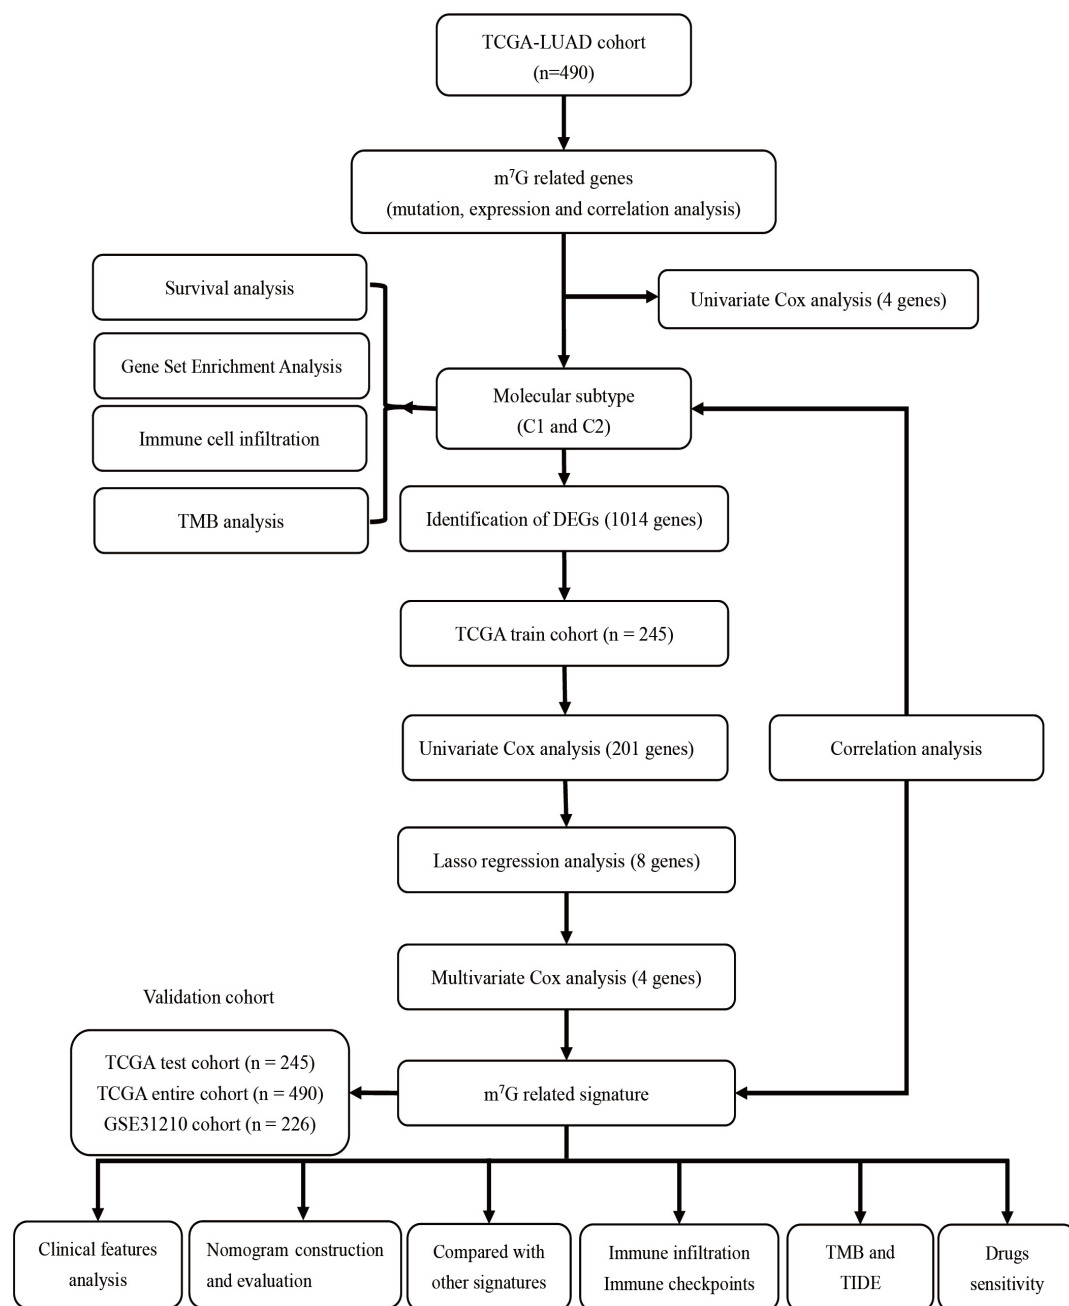 TCGA-LUAD cohort
(n=490)
m⁷G related genes
(mutation, expression and correlation analysis)
Survival analysis
Univariate Cox analysis (4 genes)
Gene Set Enrichment Analysis
Molecular subtype
(C1 and C2)
Immune cell infiltration
TMB analysis
Identification of DEGs (1014 genes)
TCGA train cohort (n = 245)
Univariate Cox analysis (201 genes)
Correlation analysis
Lasso regression analysis (8 genes)
Multivariate Cox analysis (4 genes)
Validation cohort
TCGA test cohort (n = 245)
TCGA entire cohort (n = 490)
GSE31210 cohort (n = 226)
m⁷G related signature
Clinical features
analysis
Nomogram construction
and evaluation
Compared with
other signatures
Immune infiltration
Immune checkpoints
TMB and
TIDE
Drugs
sensitivity